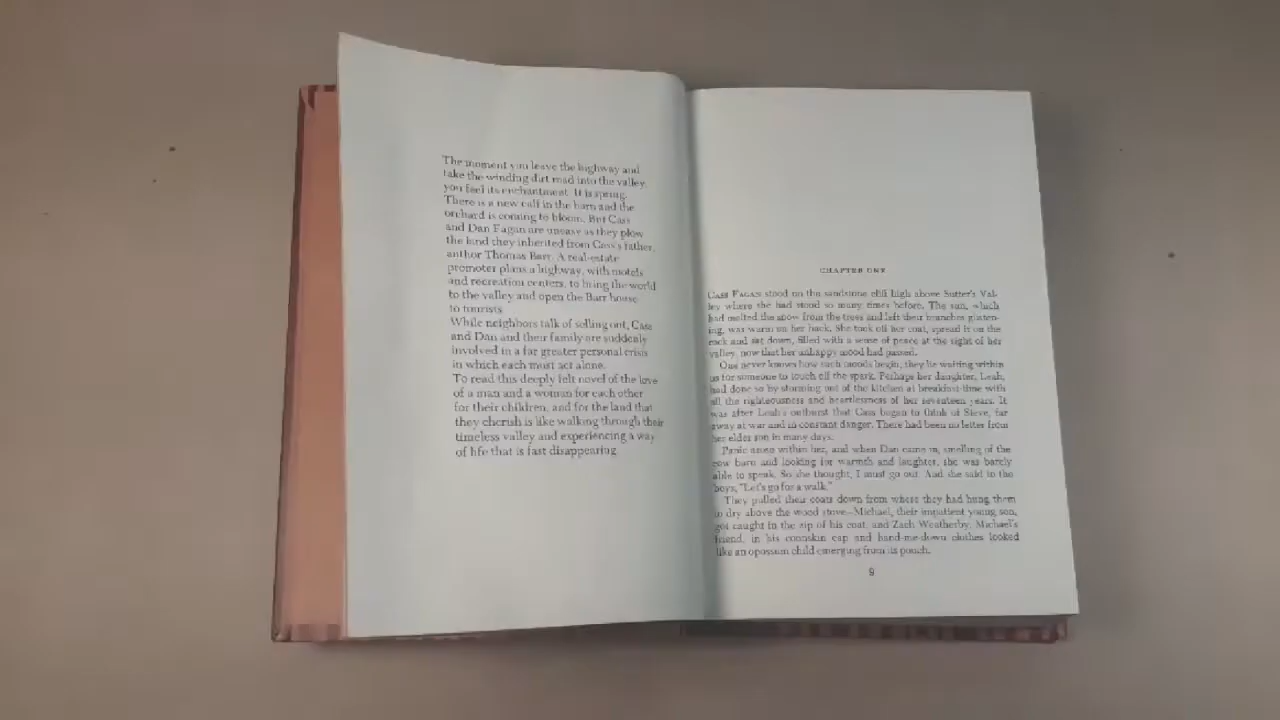 The moment you leave the highway and
take the winding dirt road into the valley,
you feel its enchantment. It is spring.
There is a new calf in the barn and the
orchard is coming to bloom. But Cass
and Dan Fagan are uneasy as they plow
the land they inherited from Cass's father,
author Thomas Barr. A real-estate
promoter plans a highway, with motels
and recreation centers, to bring the world
to the valley and open the Barr house
to tourists.
While neighbors talk of selling out, Cass
and Dan and their family are suddenly
involved in a far greater personal crisis
in which each must act alone.
To read this deeply felt novel of the love
of a man and a woman for each other
for their children, and for the land that
they cherish is like walking through their
timeless valley and experiencing a way
of life that is fast disappearing.
CHAPTER ONE
CASS FAGAN stood on the sandstone cliff high above Sutter's Val-
ley where she had stood so many times before. The sun, which
had melted the snow from the trees and left their branches glisten-
ing, was warm on her back. She took off her coat, spread it on the
rock and sat down, filled with a sense of peace at the sight of her
valley, now that her unhappy mood had passed.
One never knows how such moods begin, they lie waiting within
us for someone to touch off the spark. Perhaps her daughter, Leah,
had done so by storming out of the kitchen at breakfast-time with
all the righteousness and heartlessness of her seventeen years. It
was after Leah's outburst that Cass began to think of Steve, far
away at war and in constant danger. There had been no letter from
her elder son in many days.
Panic arose within her, and when Dan came in, smelling of the
cow barn and looking for warmth and laughter, she was barely
able to speak. So she thought, I must go out. And she said to the
boys, "Let's go for a walk."
They pulled their coats down from where they had hung them
to dry above the wood stove—Michael, their impatient young son,
got caught in the zip of his coat, and Zach Weatherby, Michael's
friend, in his coonskin cap and hand-me-down clothes looked
like an opossum child emerging from its pouch.
9